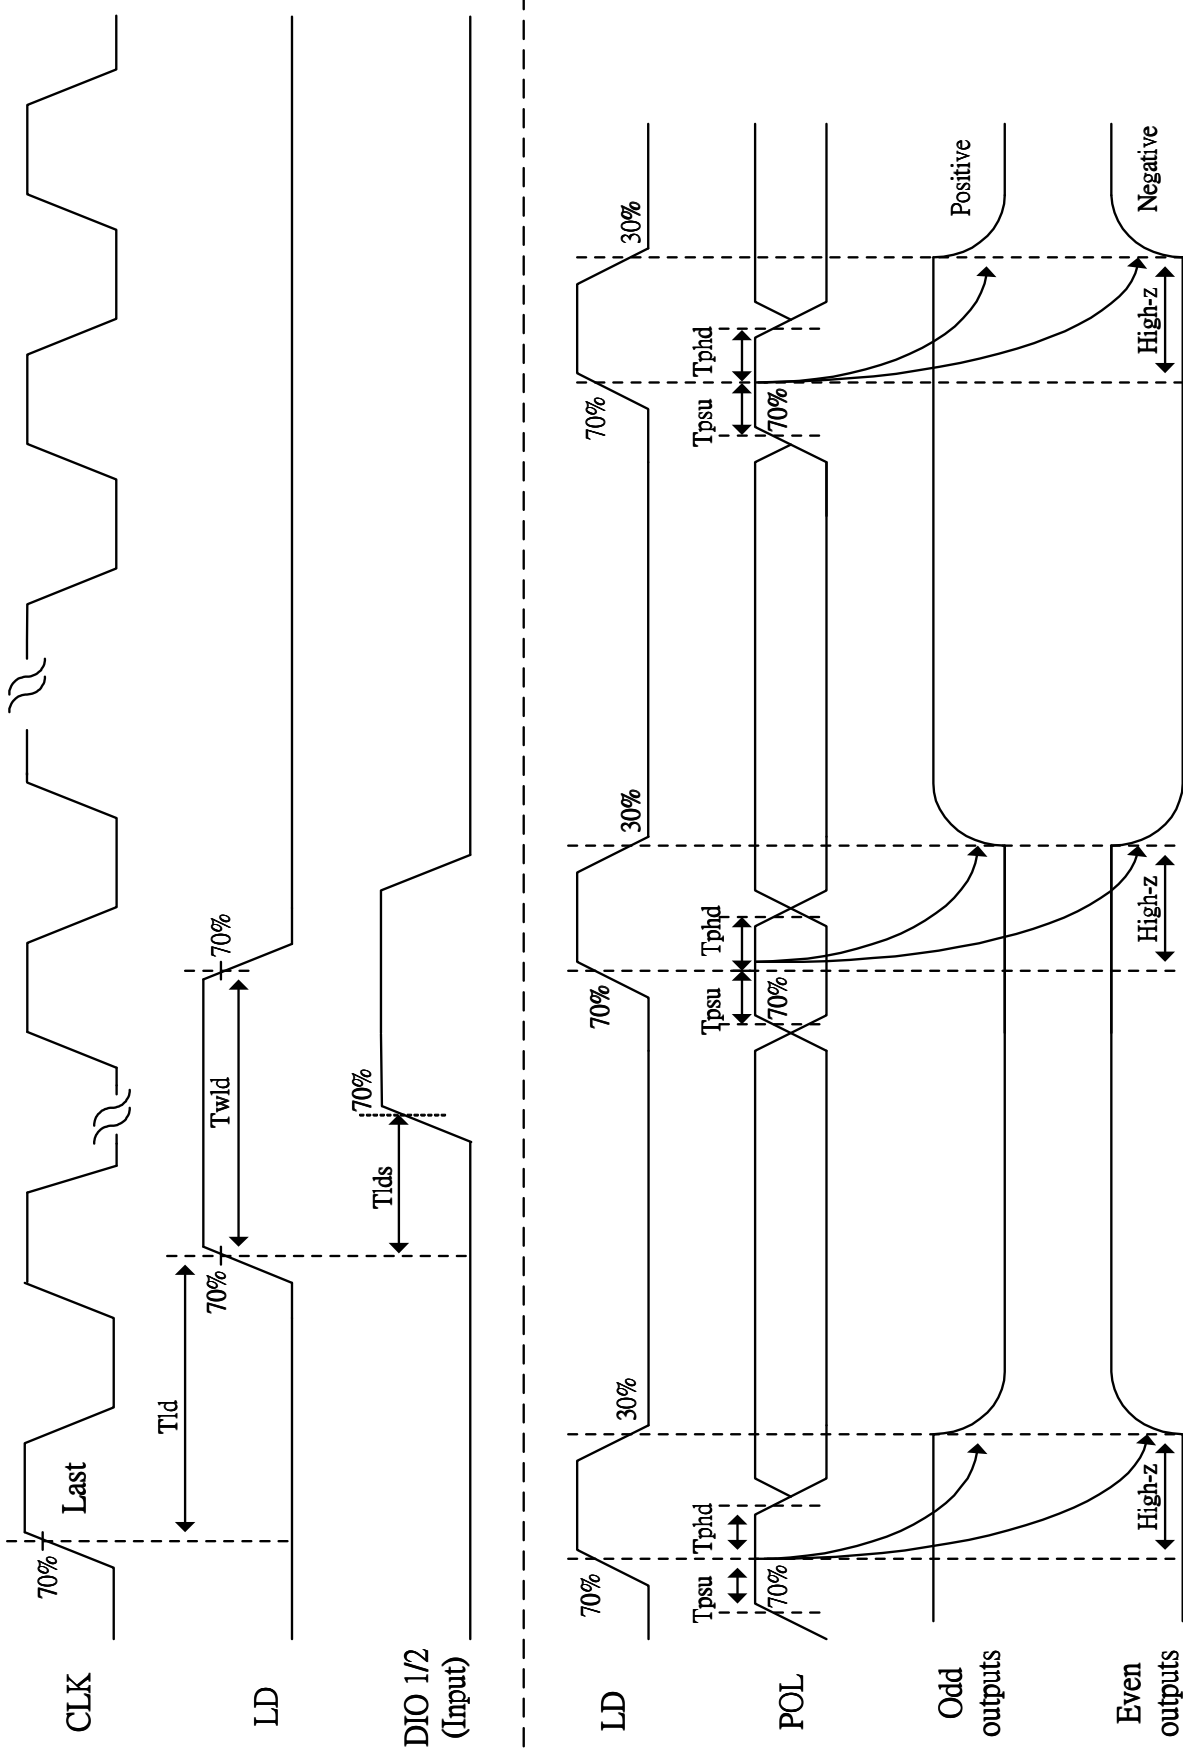 CLK
70%
Last
Tld
LD
70%
Twld
70%
DIO 1/2
(Input)
Tlds
70%
LD
70%
30%
70%
30%
70%
30%
POL
Tpsu
Tphd
70%
Tpsu
Tphd
70%
Tpsu
Tphd
70%
Odd
outputs
Positive
Even
outputs
High-z
High-z
High-z
Negative